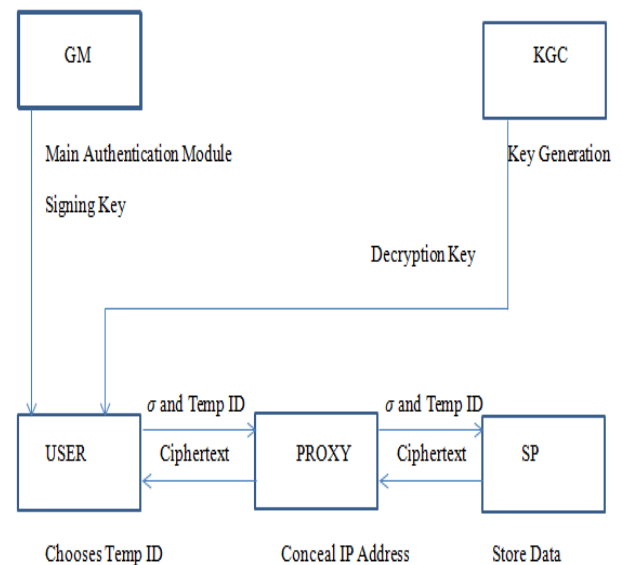 GM
KGC
Main Authentication Module
Key Generation
Signing Key
Decryption Key
σ and Temp ID
σ and Temp ID
USER
Ciphertext
PROXY
Ciphertext
SP
Chooses Temp ID
Conceal IP Address
Store Data